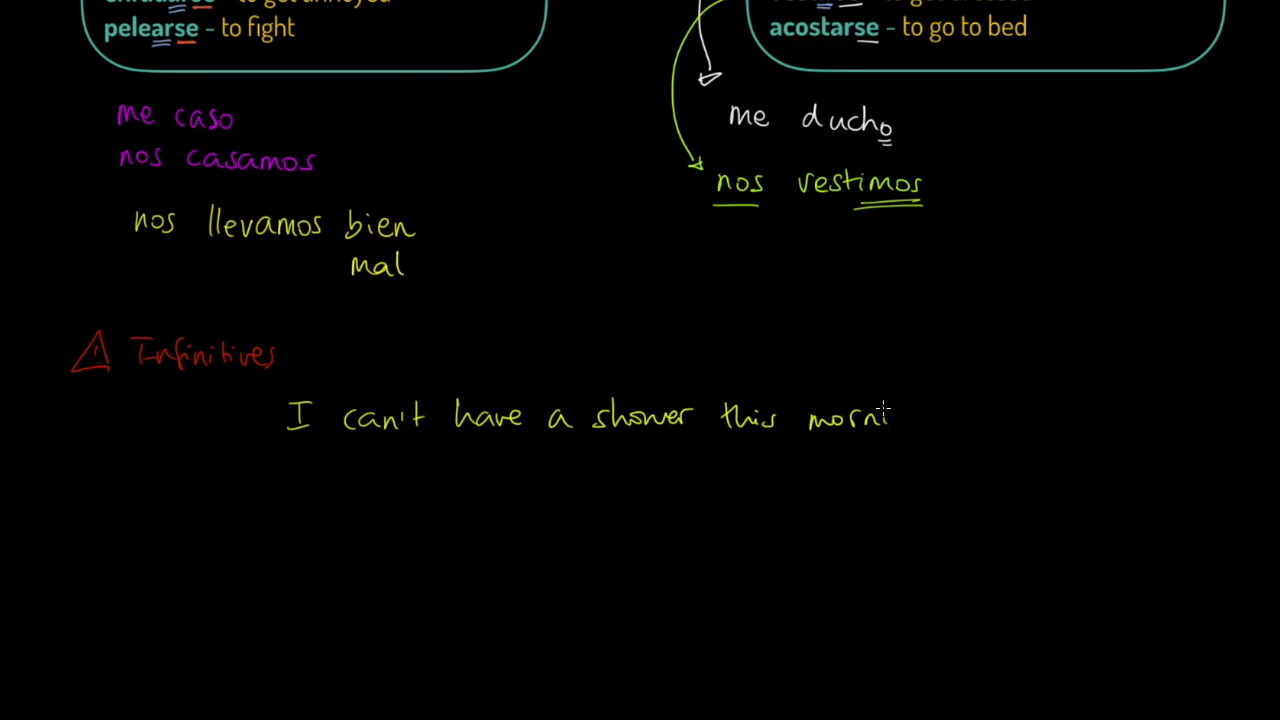 pelearse - to fight
acostarse - to go to bed
me caso
nos casamos
nos llevamos bien
mal
me ducho
nos vestimos
Infinitives
I can't have a shower this morni